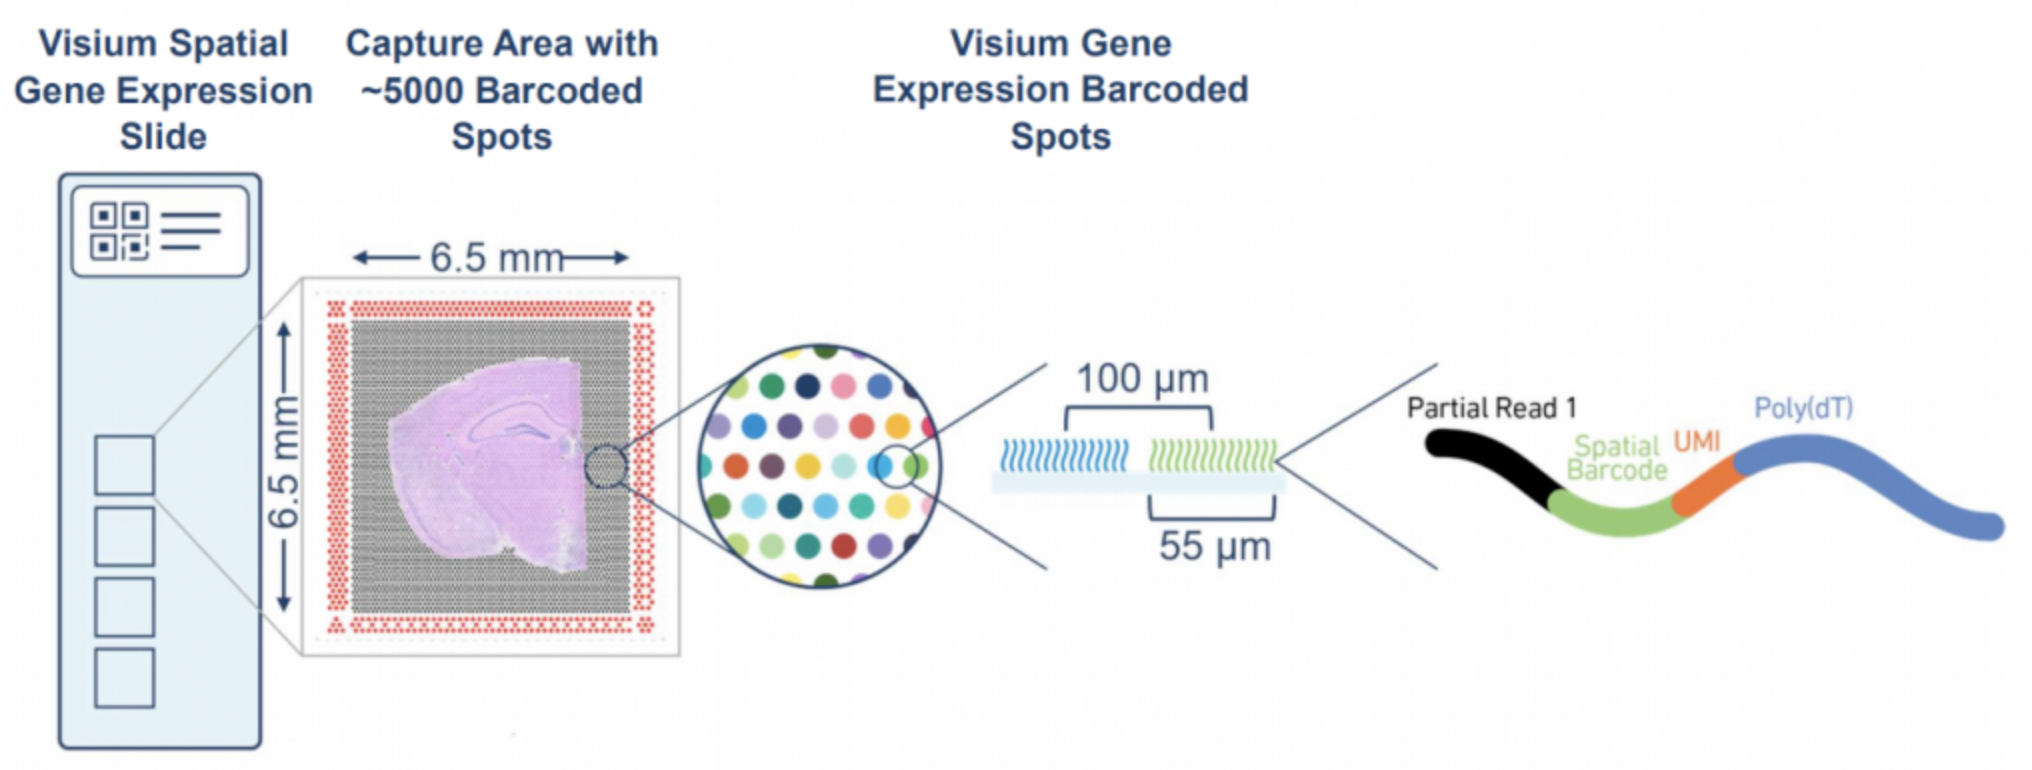 Visium Spatial
Gene Expression
Slide
Capture Area with
~5000 Barcoded
Spots
Visium Gene
Expression Barcoded
Spots
6.5 mm
6.5 mm
100 µm
55 µm
Partial Read 1
Spatial
Barcode
UMI
Poly(dT)